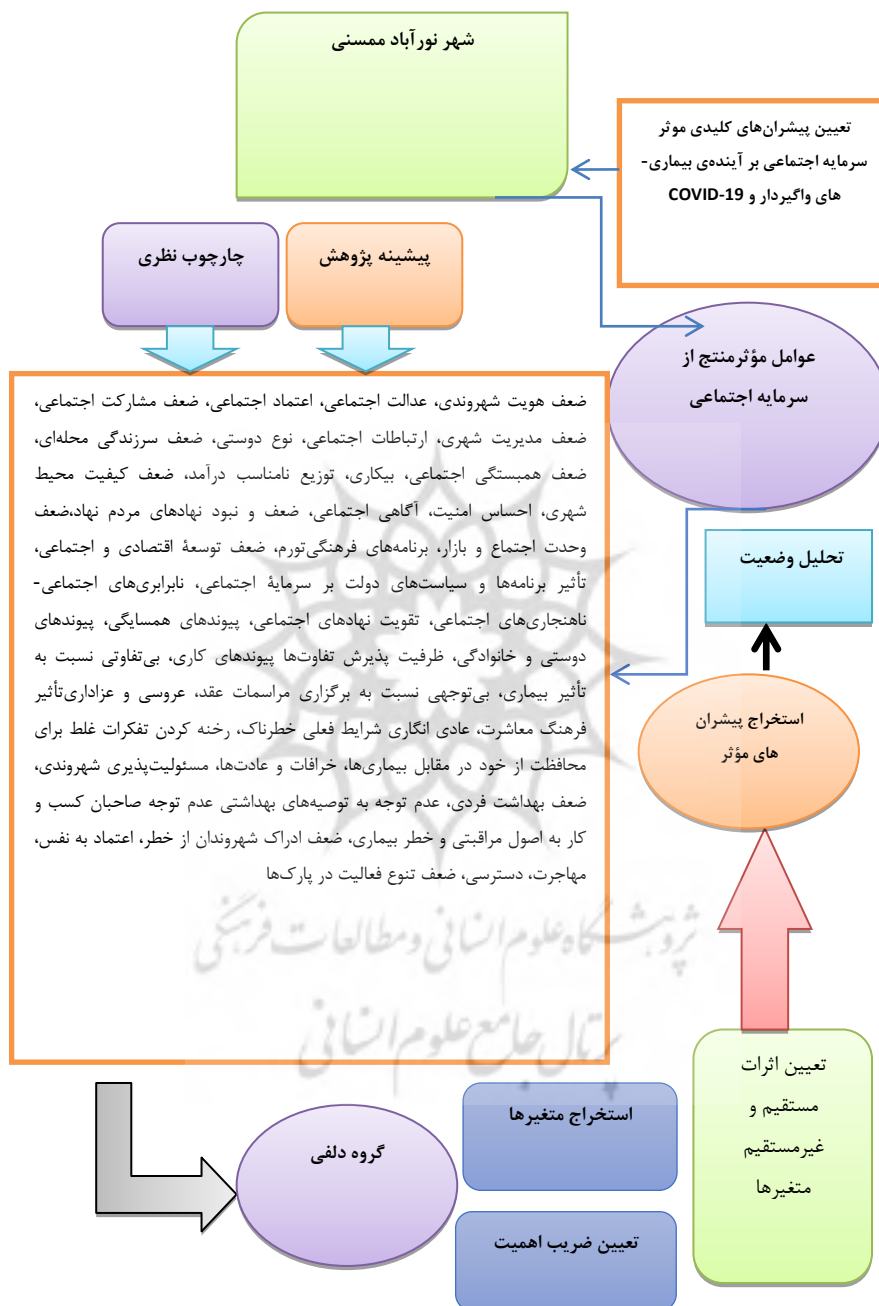 شهر نورآباد ممسنی
تعیین پیشران‌های کلیدی موثر
سرمایه اجتماعی بر آینده‌ی بیماری-
های واگیردار و COVID-19
پیشینه پژوهش
چارچوب نظری
عوامل مؤثرمنتج از
سرمایه اجتماعی
ضعف هویت شهروندی، عدالت اجتماعی، اعتماد اجتماعی، ضعف مشارکت اجتماعی،
ضعف مدیریت شهری، ارتباطات اجتماعی، نوع دوستی، ضعف سرزندگی محله‌ای،
ضعف همبستگی اجتماعی، بیکاری، توزیع نامناسب درآمد، ضعف کیفیت محیط
شهری، احساس امنیت، آگاهی اجتماعی، ضعف و نبود نهادهای مردم نهاد،ضعف
وحدت اجتماع و بازار، برنامه‌های فرهنگی‌تورم، ضعف توسعهٔ اقتصادی و اجتماعی،
تأثیر برنامه‌ها و سیاست‌های دولت بر سرمایهٔ اجتماعی، نابرابری‌های اجتماعی-
ناهنجاری‌های اجتماعی، تقویت نهادهای اجتماعی، پیوندهای همسایگی، پیوندهای
دوستی و خانوادگی، ظرفیت پذیرش تفاوت‌ها پیوندهای کاری، بی‌تفاوتی نسبت به
تأثیر بیماری، بی‌توجهی نسبت به برگزاری مراسمات عقد، عروسی و عزاداری‌تأثیر
فرهنگ معاشرت، عادی انگاری شرایط فعلی خطرناک، رخنه کردن تفکرات غلط برای
محافظت از خود در مقابل بیماری‌ها، خرافات و عادت‌ها، مسئولیت‌پذیری شهروندی،
ضعف بهداشت فردی، عدم توجه به توصیه‌های بهداشتی عدم توجه صاحبان کسب و
کار به اصول مراقبتی و خطر بیماری، ضعف ادراک شهروندان از خطر، اعتماد به نفس،
مهاجرت، دسترسی، ضعف تنوع فعالیت در پارک‌ها
تحلیل وضعیت
استخراج پیشران
های مؤثر
پژوهشگاه علوم انسانی و مطالعات فرهنگی
پرتال جامع علوم انسانی
تعیین اثرات
مستقیم و
غیرمستقیم
متغیرها
استخراج متغیرها
گروه دلفی
تعیین ضریب اهمیت